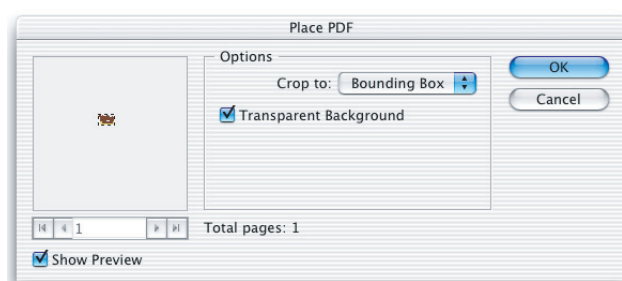 Place PDF
Options
Crop to: Bounding Box
OK
Transparent Background
Cancel
1
Total pages: 1
Show Preview